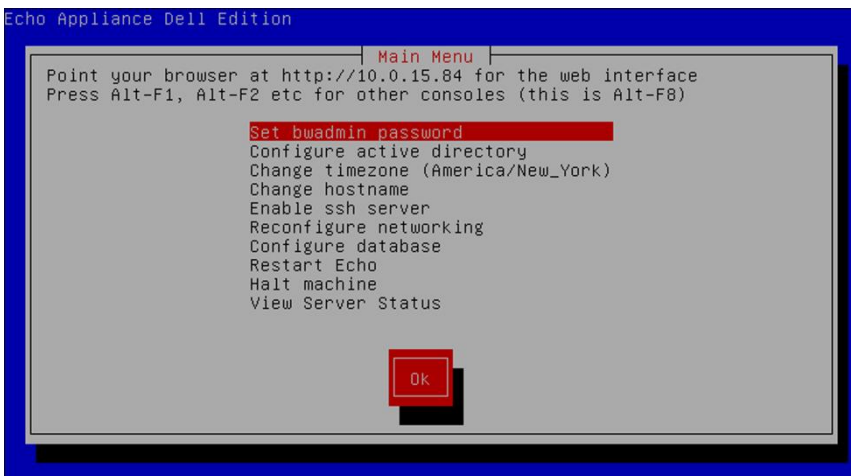 Echo Appliance Dell Edition
Main Menu
Point your browser at http://10.0.15.84 for the web interface
Press Alt-F1, Alt-F2 etc for other consoles (this is Alt-F8)
Set bwadmin password
Configure active directory
Change timezone (America/New_York)
Change hostname
Enable ssh server
Reconfigure networking
Configure database
Restart Echo
Halt machine
View Server Status
Ok